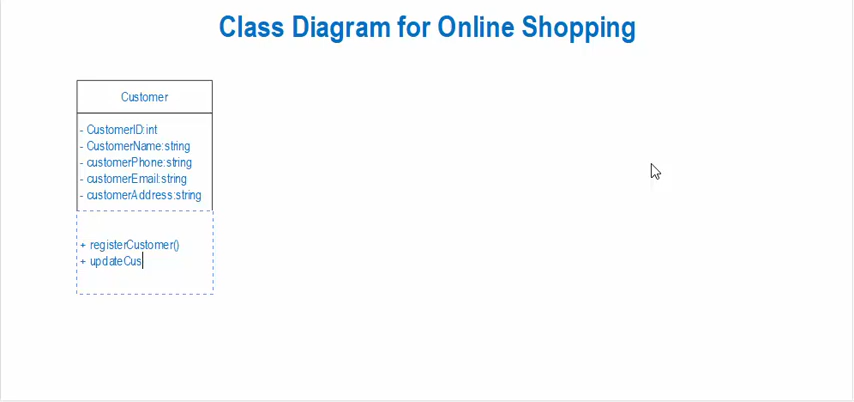 Class Diagram for Online Shopping
Customer
- CustomerID:int
- CustomerName:string
- customerPhone:string
- customerEmail:string
- customerAddress:string
+ registerCustomer()
+ updateCus